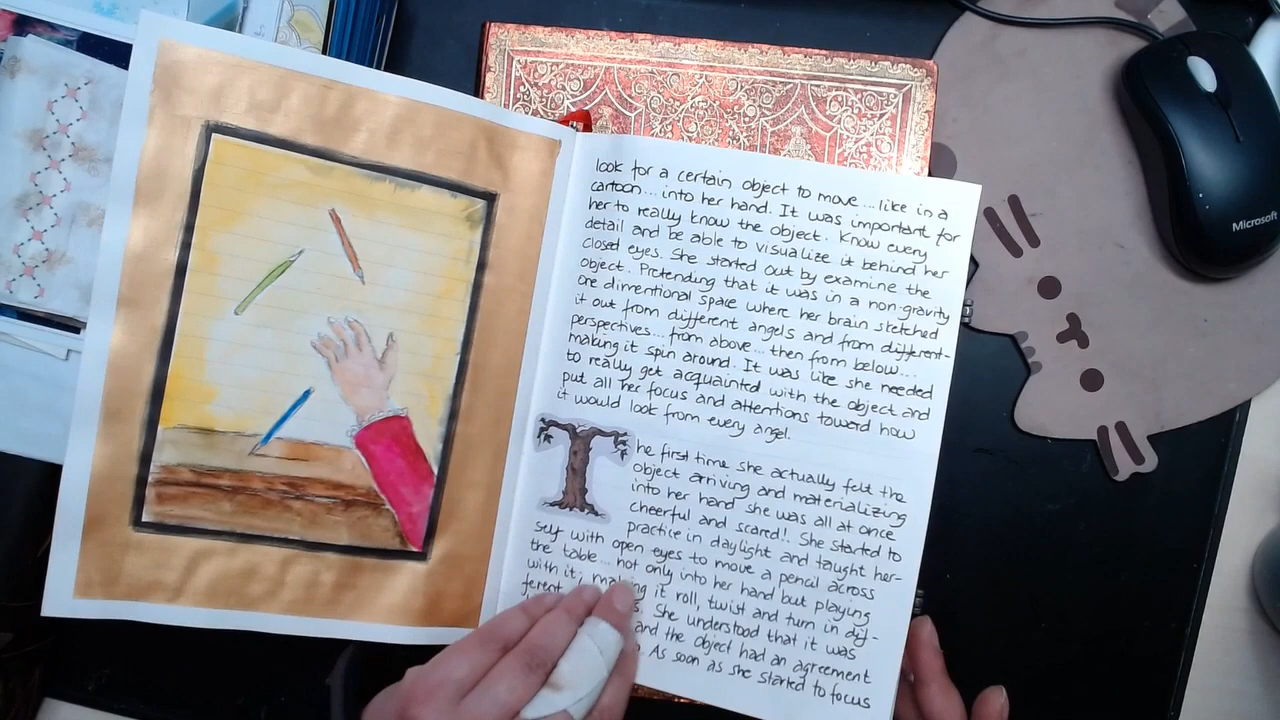 look for a certain object to move... like in a
cartoon... into her hand. It was important for
her to really know the object. Know every
detail and be able to visualize it behind her
closed eyes. She started out by examine the
object. Pretending that it was in a non-gravity
one dimentional space where her brain sketched
it out from different angels and from different
perspectives... from above... then form below...
making it spin around. It was like she needed
to really get acquainted with the object and
put all her focus and attentions toward how
it would look from every angel.
The first time she actually felt the
object arriving and materializing
into her hand she was all at once
cheerful and scared!. She started to
practice in daylight and taught her-
self with open eyes to move a pencil across
the table... not only into her hand but playing
with it; making it roll, twist and turn in dif-
ferent She understood that it was
and the object had an agreement
As soon as she started to focus
Microsoft